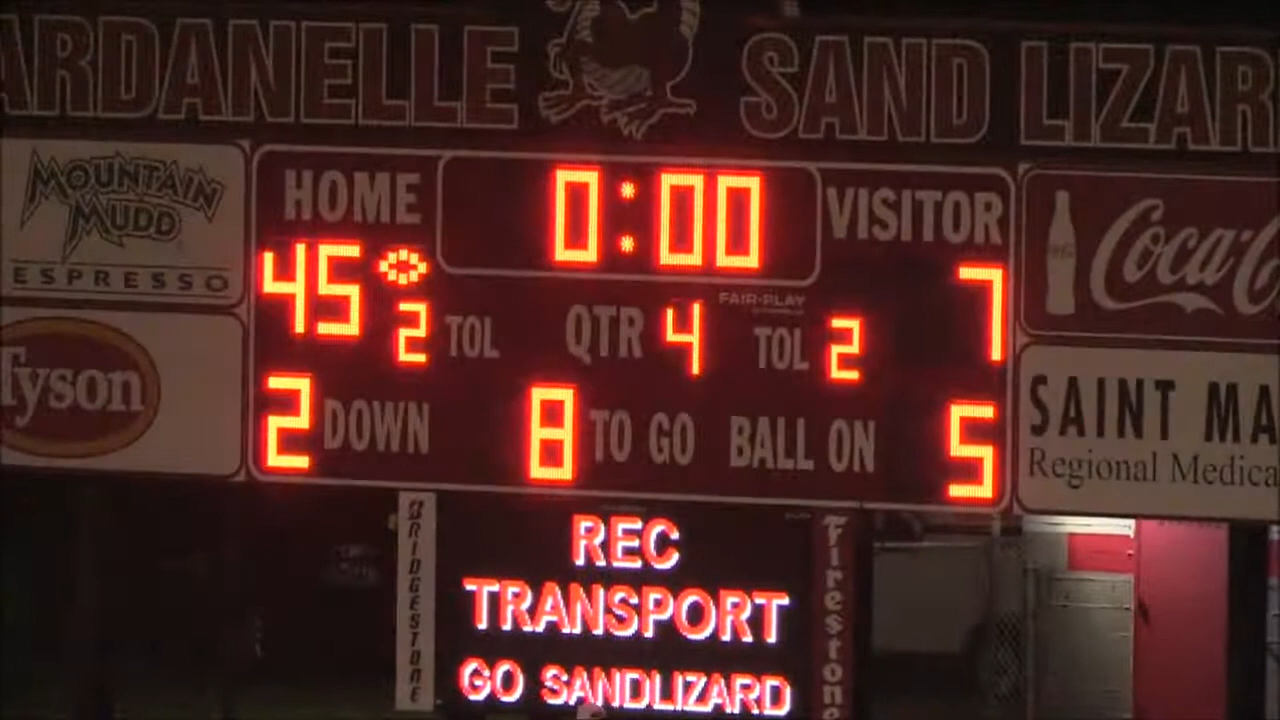 ARDANELLE SAND LIZAR
MOUNTAIN MUDD
ESPRESSO
HOME 0:00 VISITOR
Coca-C
45 7
FAIR-PLAY
2 TOL QTR 4 TOL 2
Tyson
2 DOWN 8 TO GO BALL ON 5
SAINT MA
Regional Medica
BRIDGESTONE
REC
TRANSPORT
GO SANDLIZARD
Firestone